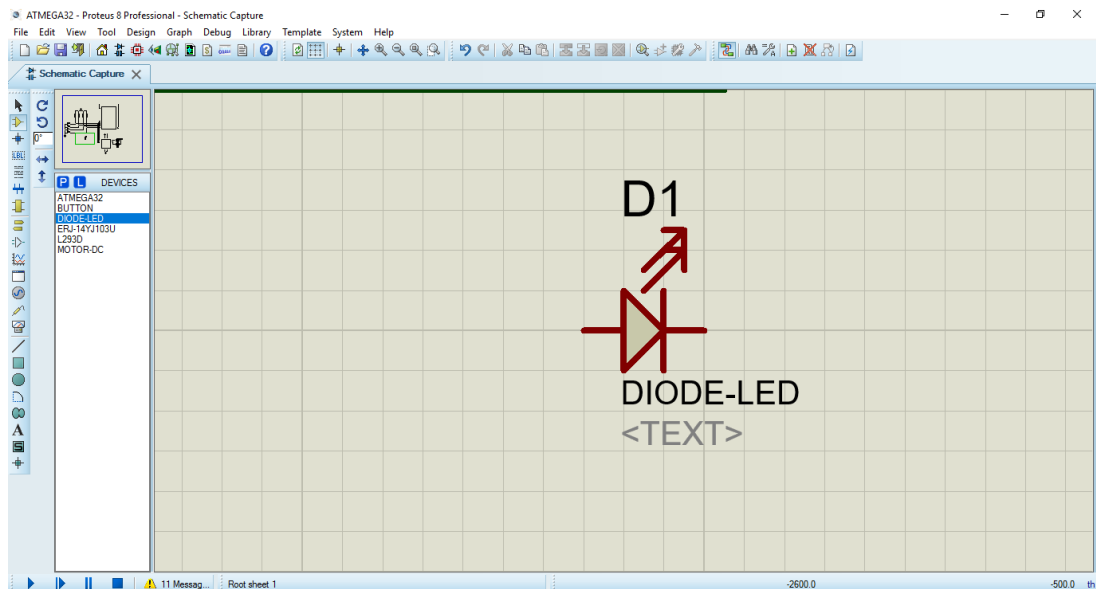 ATMEGA32 - Proteus 8 Professional - Schematic Capture
File Edit View Tool Design Graph Debug Library Template System Help
Schematic Capture
0°
P L DEVICES
ATMEGA32
BUTTON
DIODE-LED
ERJ-14YJ103U
L293D
MOTOR-DC
LBL
A
S
D1
DIODE-LED
<TEXT>
11 Messag... Root sheet 1 -2600.0 -500.0 th